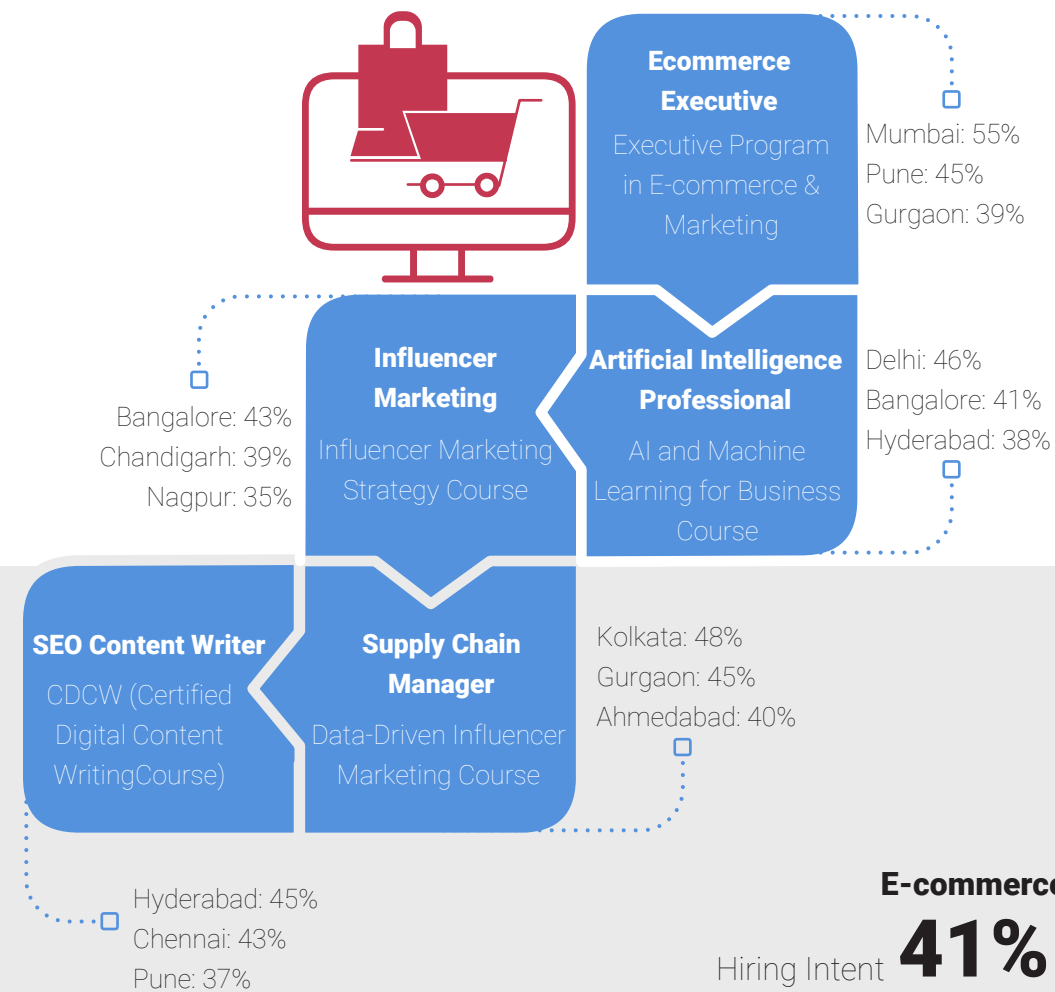 Ecommerce
Executive
Executive Program
in E-commerce &
Marketing
Mumbai: 55%
Pune: 45%
Gurgaon: 39%
Influencer
Marketing
Influencer Marketing
Strategy Course
Bangalore: 43%
Chandigarh: 39%
Nagpur: 35%
Artificial Intelligence
Professional
AI and Machine
Learning for Business
Course
Delhi: 46%
Bangalore: 41%
Hyderabad: 38%
SEO Content Writer
CDCW (Certified
Digital Content
WritingCourse)
Supply Chain
Manager
Data-Driven Influencer
Marketing Course
Kolkata: 48%
Gurgaon: 45%
Ahmedabad: 40%
Hyderabad: 45%
Chennai: 43%
Pune: 37%
E-commerce
Hiring Intent 41%